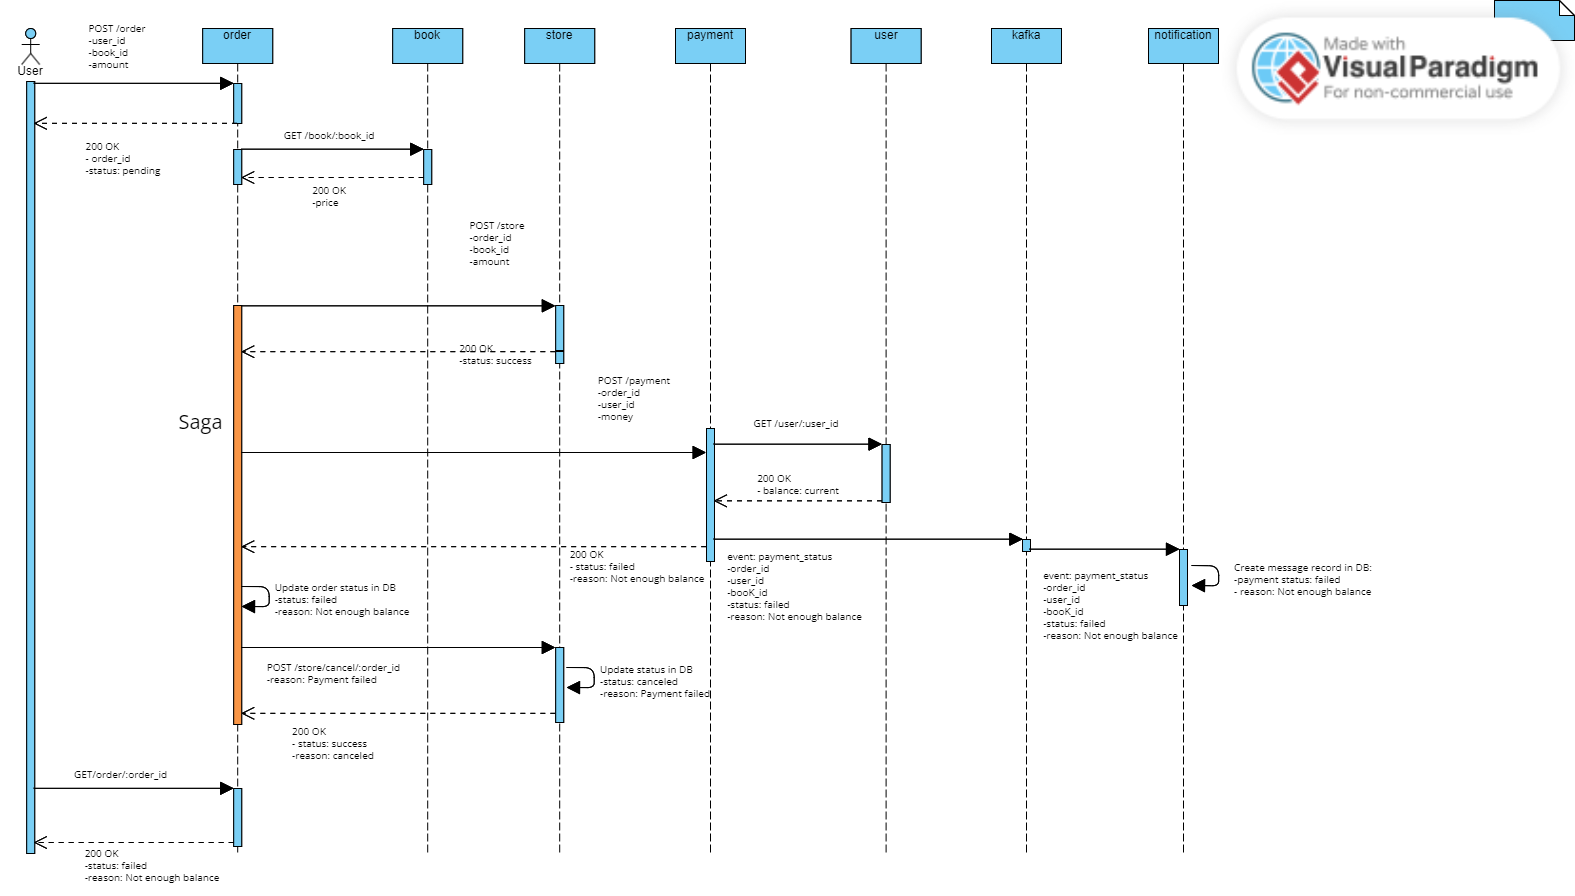 POST /order
-user_id
-book_id
-amount
User
order
book
store
payment
user
kafka
notification
Made with
Visual Paradigm
For non-commercial use
200 OK
- order_id
-status: pending
GET /book/:book_id
200 OK
-price
POST /store
-order_id
-book_id
-amount
200 OK
-status: success
POST /payment
-order_id
-user_id
-money
Saga
GET /user/:user_id
200 OK
- balance: current
200 OK
- status: failed
-reason: Not enough balance
event: payment_status
-order_id
-user_id
-booK_id
-status: failed
-reason: Not enough balance
event: payment_status
-order_id
-user_id
-booK_id
-status: failed
-reason: Not enough balance
Create message record in DB:
-payment status: failed
- reason: Not enough balance
Update order status in DB
-status: failed
-reason: Not enough balance
POST /store/cancel/:order_id
-reason: Payment failed
Update status in DB
-status: canceled
-reason: Payment failed
200 OK
- status: success
-reason: canceled
GET/order/:order_id
200 OK
-status: failed
-reason: Not enough balance